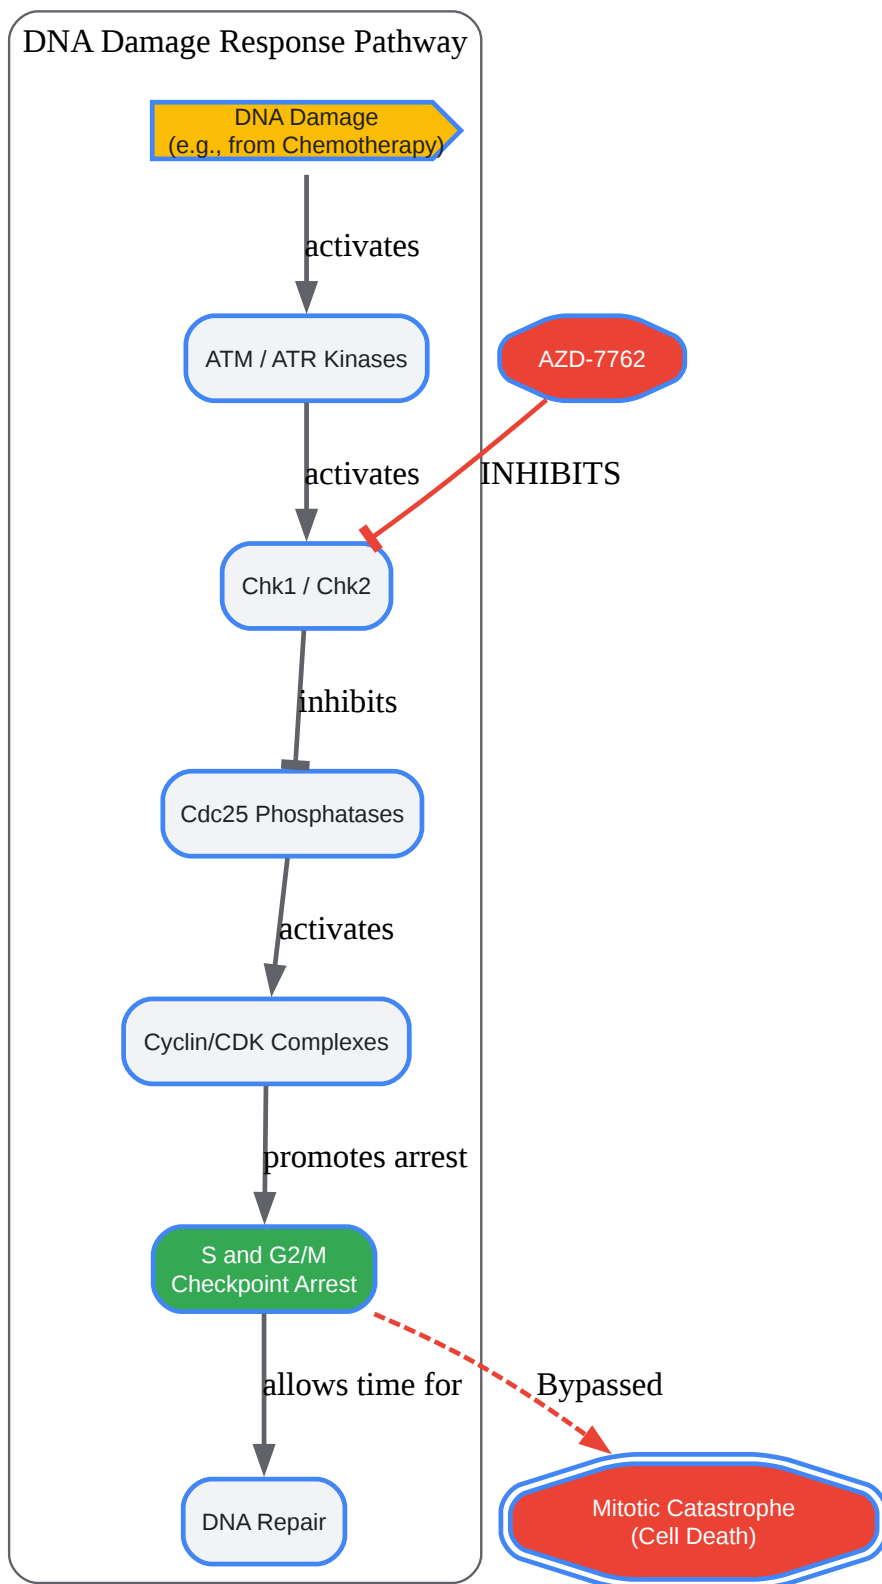 DNA Damage Response Pathway
DNA Damage
(e.g., from Chemotherapy)
activates
ATM / ATR Kinases
AZD-7762
activates
INHIBITS
Chk1 / Chk2
inhibits
Cdc25 Phosphatases
activates
Cyclin/CDK Complexes
promotes arrest
S and G2/M
Checkpoint Arrest
allows time for
Bypassed
DNA Repair
Mitotic Catastrophe
(Cell Death)